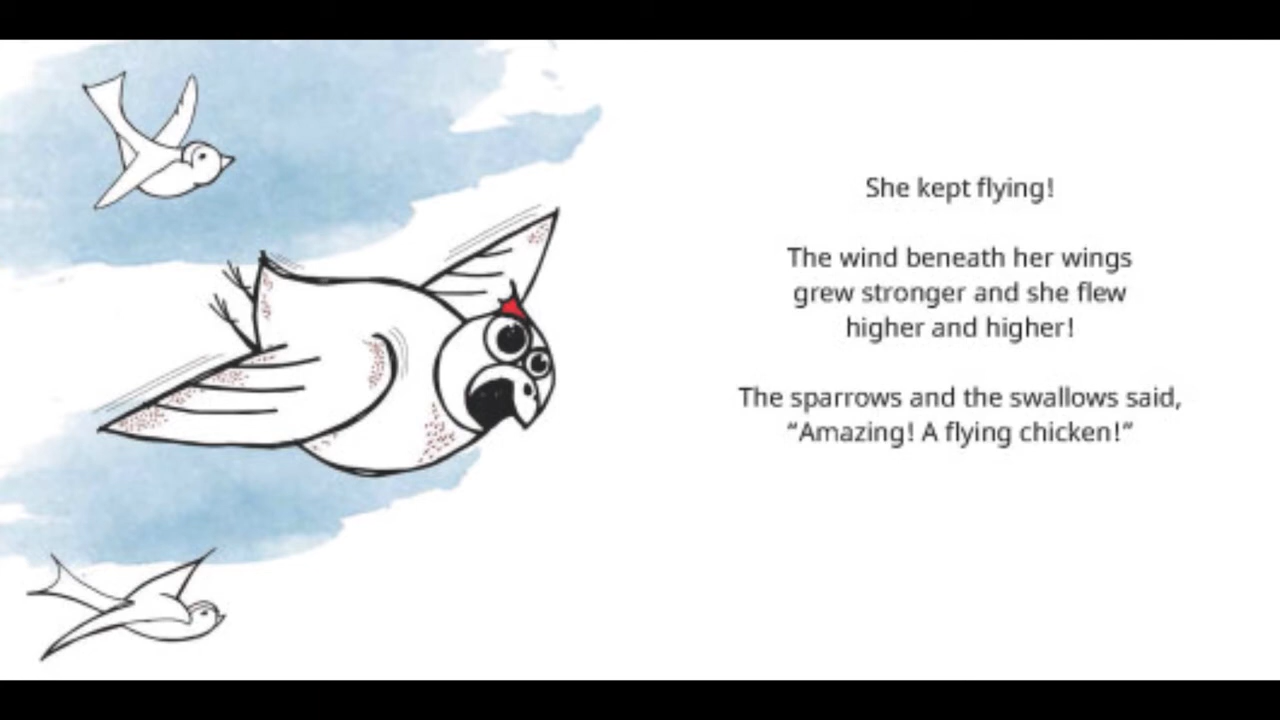 She kept flying!
The wind beneath her wings
grew stronger and she flew
higher and higher!
The sparrows and the swallows said,
“Amazing! A flying chicken!”